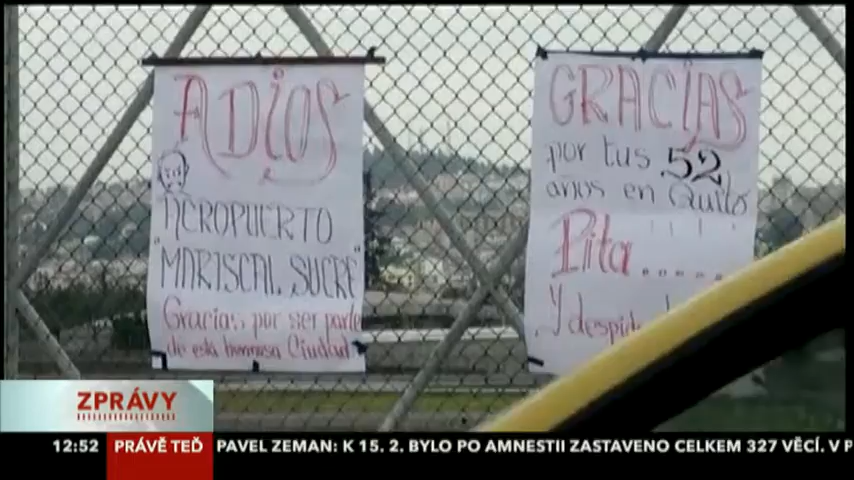 ADiOS
AEROPUERTO
"MARISCAL SUCRE"
Gracias por ser parte
de esta hermosa Ciudad
GRACiAS
por tus 52
años en Quito
Pita......
Y despid
ZPRÁVY
12:52 PRÁVĚ TEĎ PAVEL ZEMAN: K 15. 2. BYLO PO AMNESTII ZASTAVENO CELKEM 327 VĚCÍ. V P